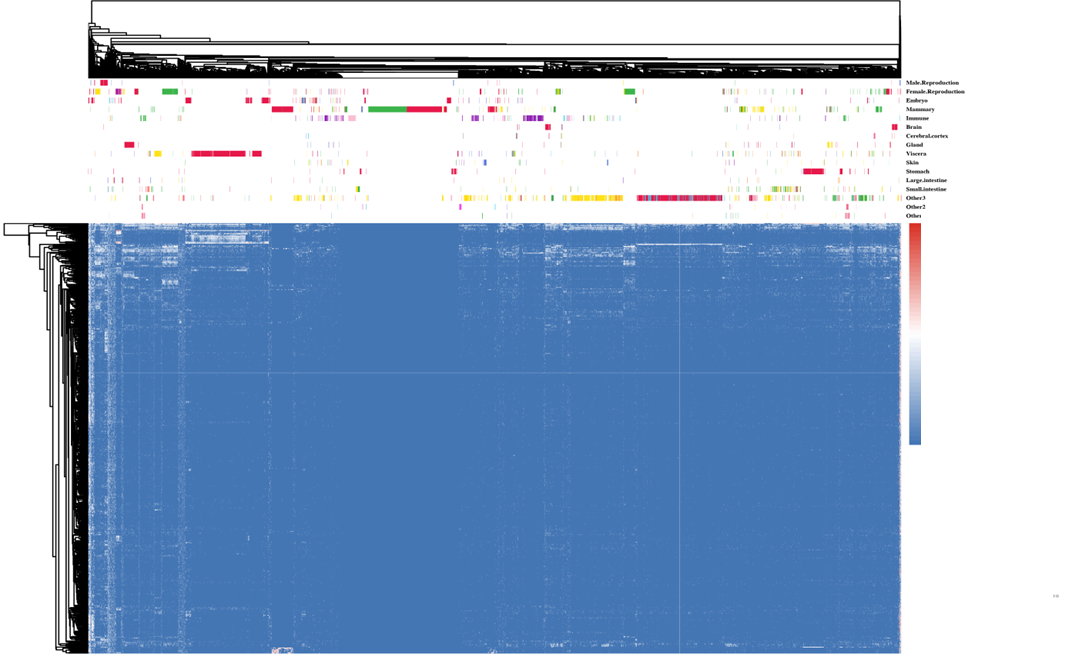 Male.Reproduction
Female.Reproduction
Embryo
Mammary
Immune
Brain
Cerebral.cortex
Gland
Viscera
Skin
Stomach
Large.intestine
Small.intestine
Other3
Other2
Other